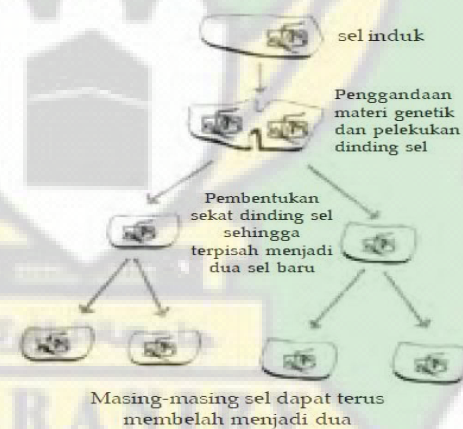 sel induk
Penggandaan
materi genetik
dan pelekukan
dinding sel
Pembentukan
sekat dinding sel
sehingga
terpisah menjadi
dua sel baru
Masing-masing sel dapat terus
membelah menjadi dua